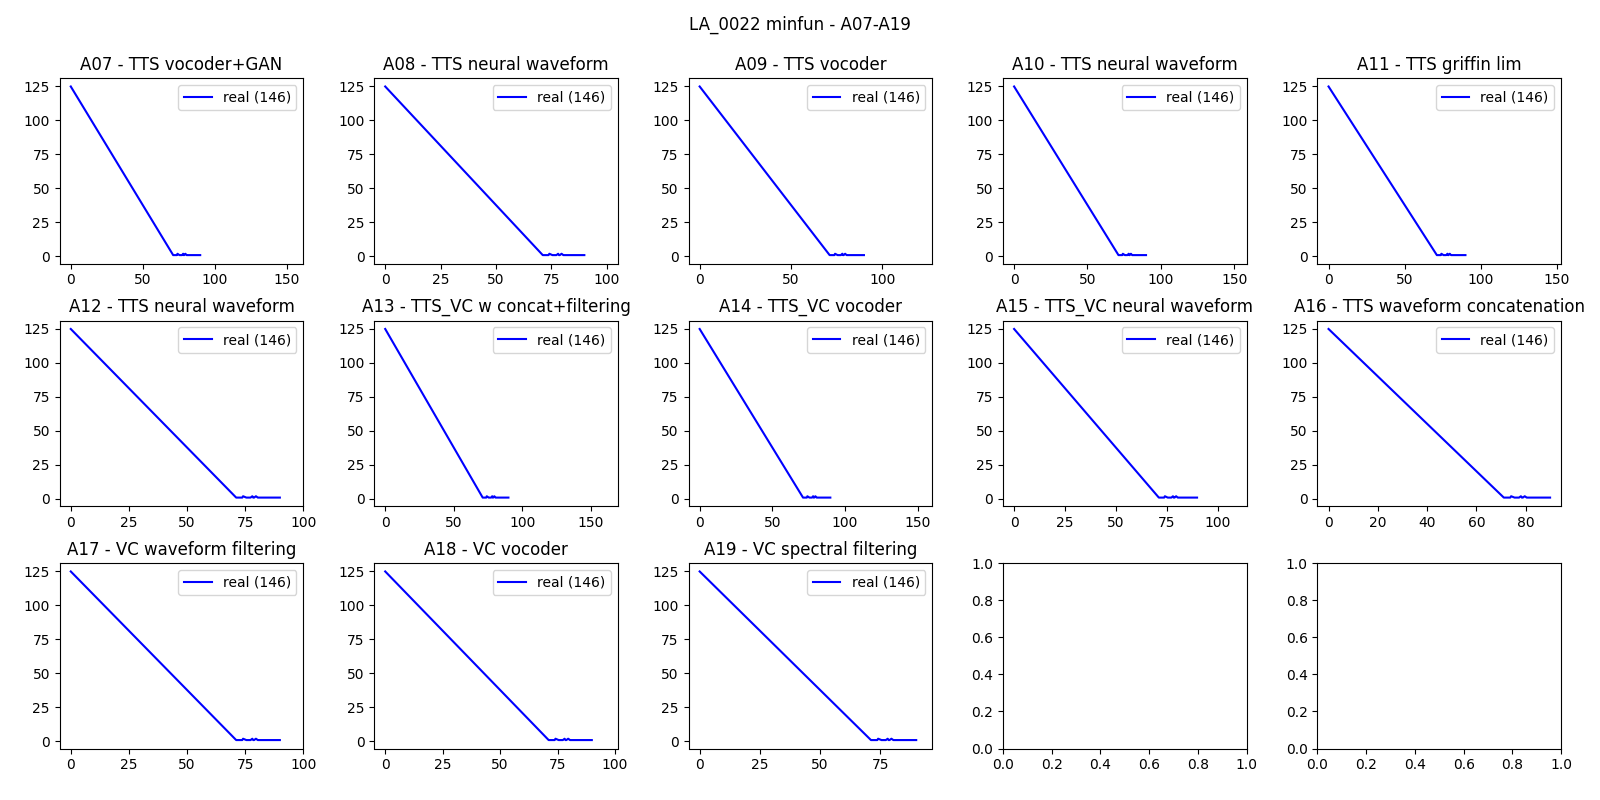 LA_0022 minfun - A07-A19
A07 - TTS vocoder+GAN
A08 - TTS neural waveform
A09 - TTS vocoder
A10 - TTS neural waveform
A11 - TTS griffin lim
125
100
75
50
25
0
real (146)
0 50 100 150
125
100
75
50
25
0
real (146)
0 50 100
125
100
75
50
25
0
real (146)
0 50 100
125
100
75
50
25
0
real (146)
0 50 100 150
125
100
75
50
25
0
real (146)
0 50 100 150
A12 - TTS neural waveform
A13 - TTS_VC w concat+filtering
A14 - TTS_VC vocoder
A15 - TTS_VC neural waveform
A16 - TTS waveform concatenation
125
100
75
50
25
0
real (146)
0 25 50 75 100
125
100
75
50
25
0
real (146)
0 50 100 150
125
100
75
50
25
0
real (146)
0 50 100 150
125
100
75
50
25
0
real (146)
0 25 50 75 100
125
100
75
50
25
0
real (146)
0 20 40 60 80
A17 - VC waveform filtering
A18 - VC vocoder
A19 - VC spectral filtering
125
100
75
50
25
0
real (146)
0 25 50 75 100
125
100
75
50
25
0
real (146)
0 25 50 75 100
125
100
75
50
25
0
real (146)
0 25 50 75
1.0
0.8
0.6
0.4
0.2
0.0
0.0 0.2 0.4 0.6 0.8 1.0
1.0
0.8
0.6
0.4
0.2
0.0
0.0 0.2 0.4 0.6 0.8 1.0